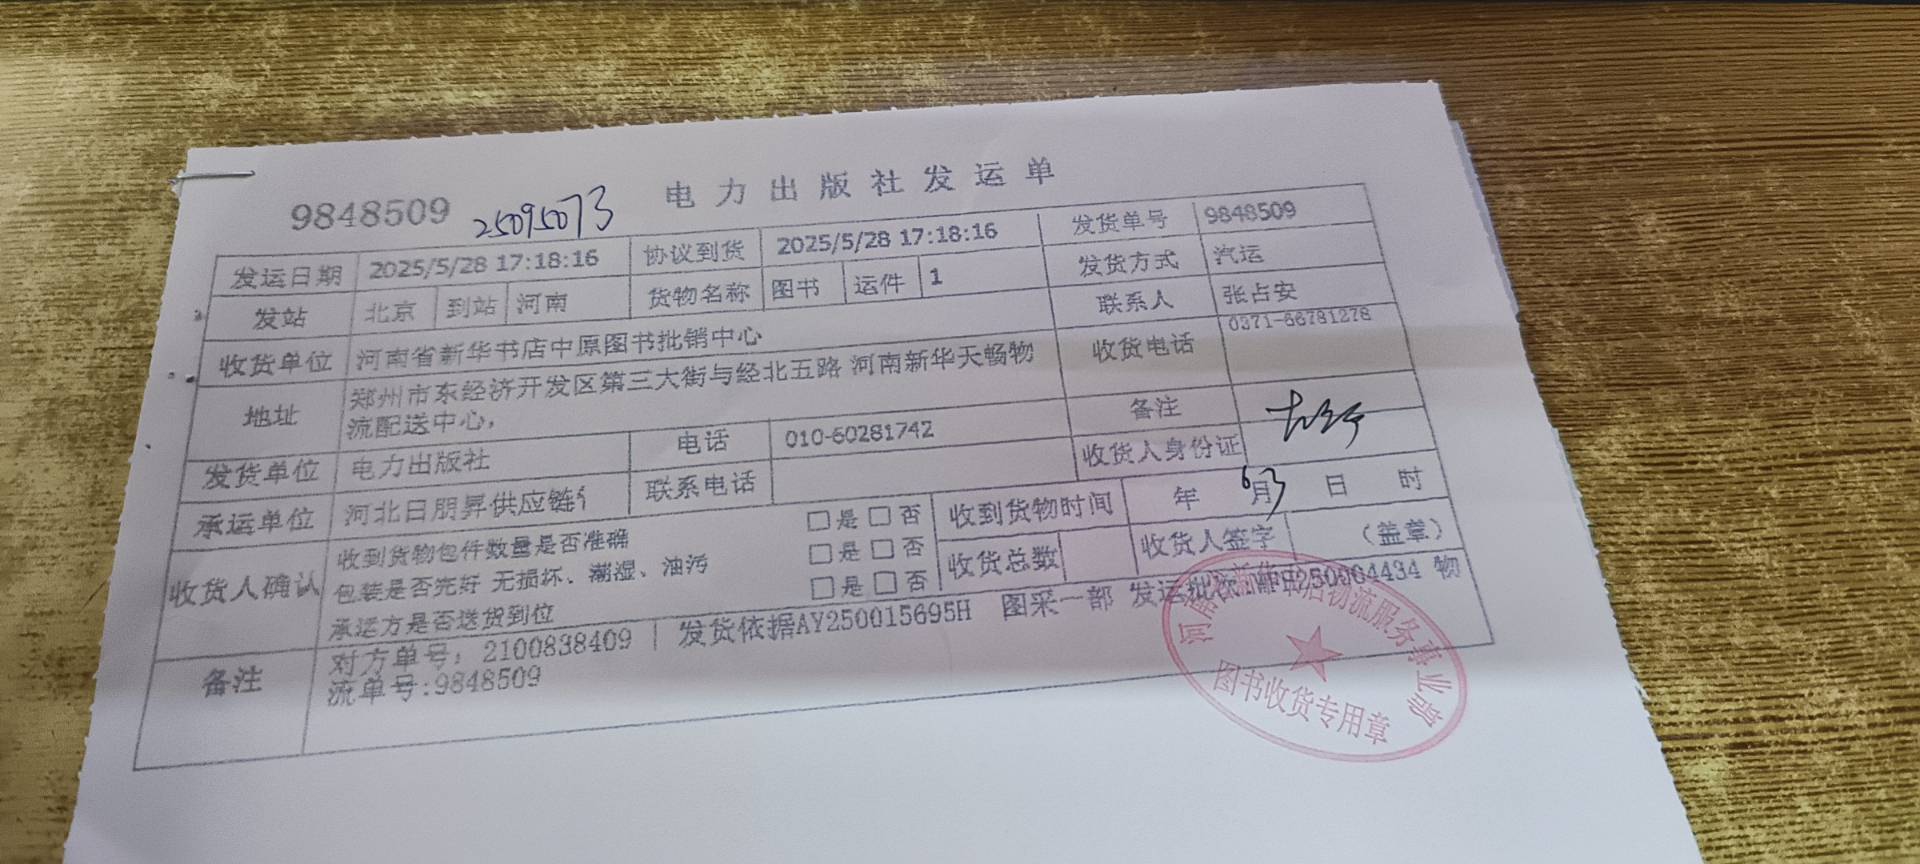 电力出版社发运单
9848509 25095073
发运日期 2025/5/28 17:18:16 协议到货 2025/5/28 17:18:16 发货单号 9848509
发站 北京 到站 河南 货物名称 图书 运件 1 发货方式 汽运
收货单位 河南省新华书店中原图书批销中心 联系人 张占安
地址 郑州市东经济开发区第三大街与经北五路 河南新华天畅物 收货电话 0371-66781278
流配送中心, 备注
发货单位 电力出版社 电话 010-60281742 收货人身份证
承运单位 河北日朋昇供应链 联系电话 收到货物时间 年 6月3 日 时
收货人确认 收到货物包件数量是否准确 □是 □否 收货总数 收货人签字 (盖章)
包装是否完好 无损坏、潮湿、油污 □是 □否
承运方是否送货到位 □是 □否
备注 对方单号: 2100838409 | 发货依据AY250015695H 图采一部 发运批次 250064434 物
流单号:9848509
店物流服务事业部
图书收货专用章